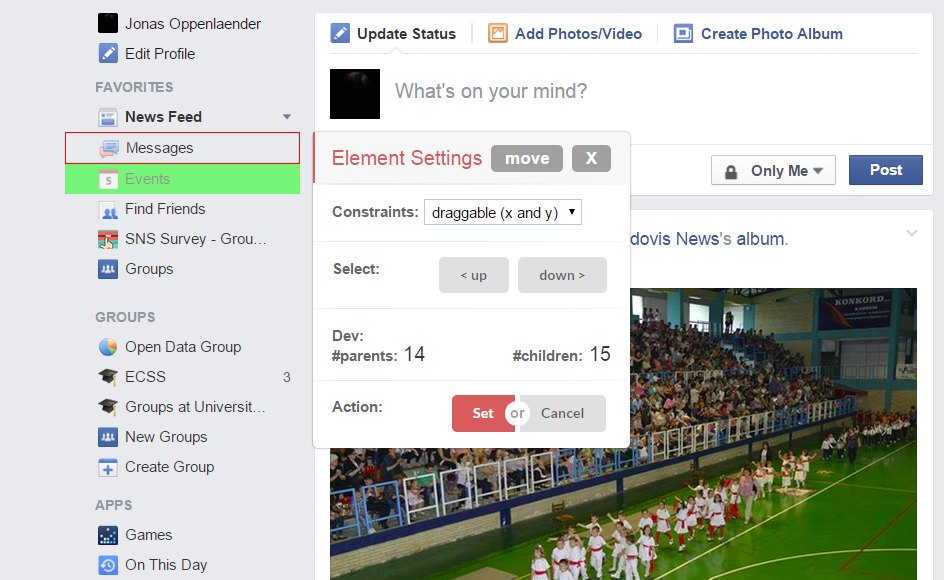 Jonas Oppenlaender
Edit Profile
FAVORITES
News Feed
Messages
5 Events
Find Friends
SNS Survey - Grou...
Groups
GROUPS
Open Data Group
ECSS 3
Groups at Universit...
New Groups
Create Group
APPS
Games
On This Day
Update Status Add Photos/Video Create Photo Album
What's on your mind?
Only Me Post
Element Settings move X
Constraints: draggable (x and y)
Select: < up down >
Dev:
#parents: 14 #children: 15
Action: Set or Cancel
dovis News's album.
KONKORD...